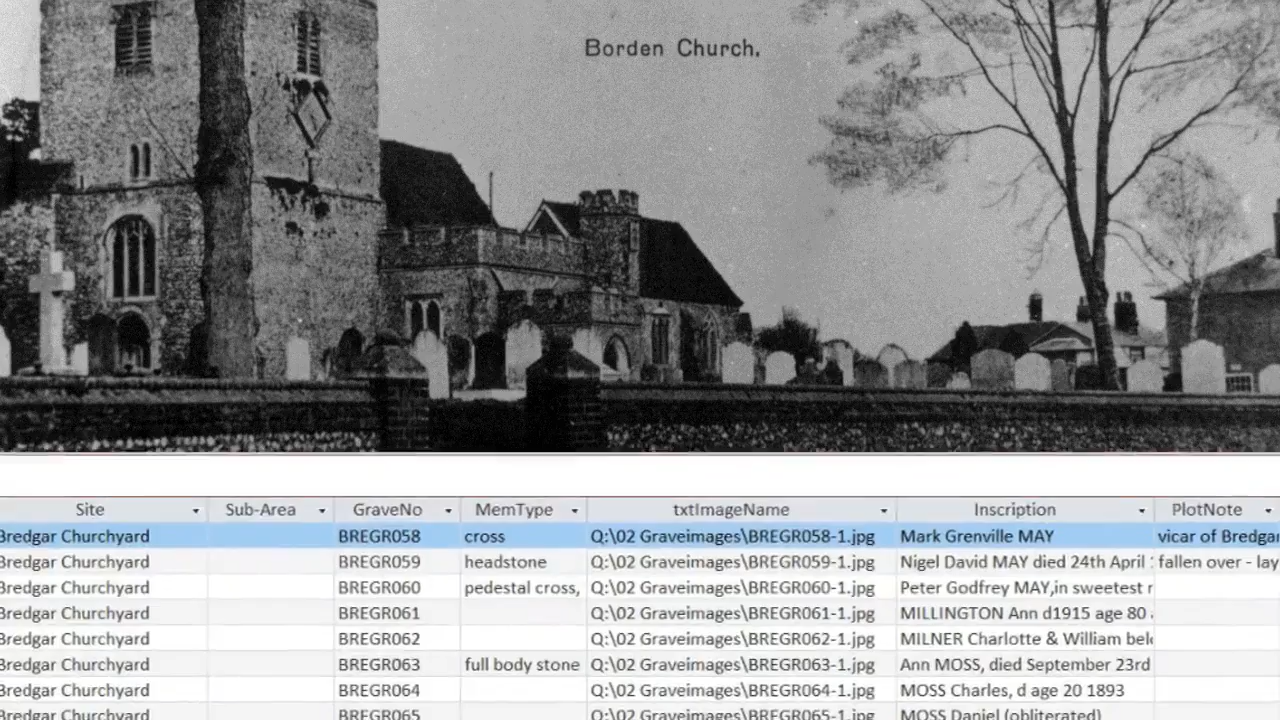 Borden Church.
Site Sub-Area GraveNo MemType txtImageName Inscription PlotNote
Bredgar Churchyard BREGR058 cross Q:\02 Graveimages\BREGR058-1.jpg Mark Grenville MAY vicar of Bredgar
Bredgar Churchyard BREGR059 headstone Q:\02 Graveimages\BREGR059-1.jpg Nigel David MAY died 24th April fallen over - lay
Bredgar Churchyard BREGR060 pedestal cross, Q:\02 Graveimages\BREGR060-1.jpg Peter Godfrey MAY,in sweetest
Bredgar Churchyard BREGR061 Q:\02 Graveimages\BREGR061-1.jpg MILLINGTON Ann d1915 age 80
Bredgar Churchyard BREGR062 Q:\02 Graveimages\BREGR062-1.jpg MILNER Charlotte & William
Bredgar Churchyard BREGR063 full body stone Q:\02 Graveimages\BREGR063-1.jpg Ann MOSS, died September 23rd
Bredgar Churchyard BREGR064 Q:\02 Graveimages\BREGR064-1.jpg MOSS Charles, d age 20 1893
Bredgar Churchyard BREGR065 Q:\02 Graveimages\BREGR065-1.jpg MOSS Daniel (obliterated)